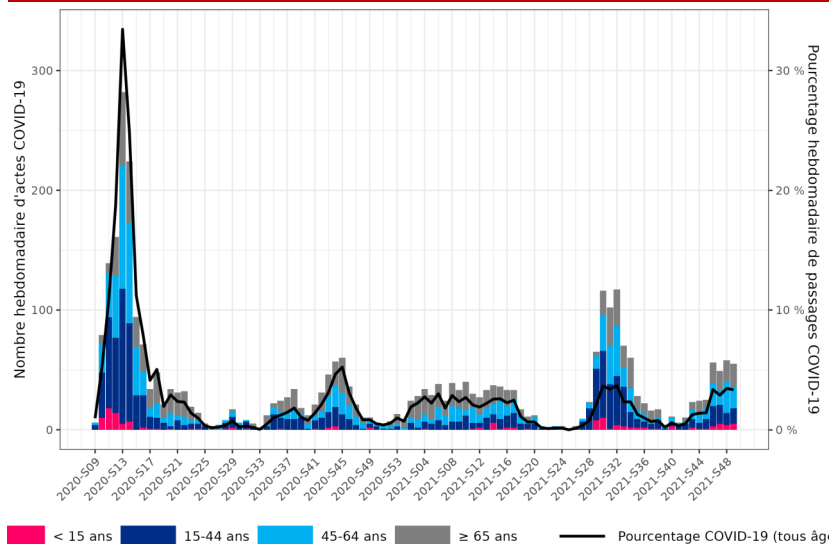 Nombre hebdomadaire d'actes COVID-19
300
200
100
0
30 %
20 %
10 %
0 %
Pourcentage hebdomadaire de passages COVID-19
2020-S09
2020-S13
2020-S17
2020-S21
2020-S25
2020-S29
2020-S33
2020-S37
2020-S41
2020-S45
2020-S49
2020-S53
2021-S04
2021-S08
2021-S12
2021-S16
2021-S20
2021-S24
2021-S28
2021-S32
2021-S36
2021-S40
2021-S44
2021-S48
< 15 ans
15-44 ans
45-64 ans
≥ 65 ans
Pourcentage COVID-19 (tous âge